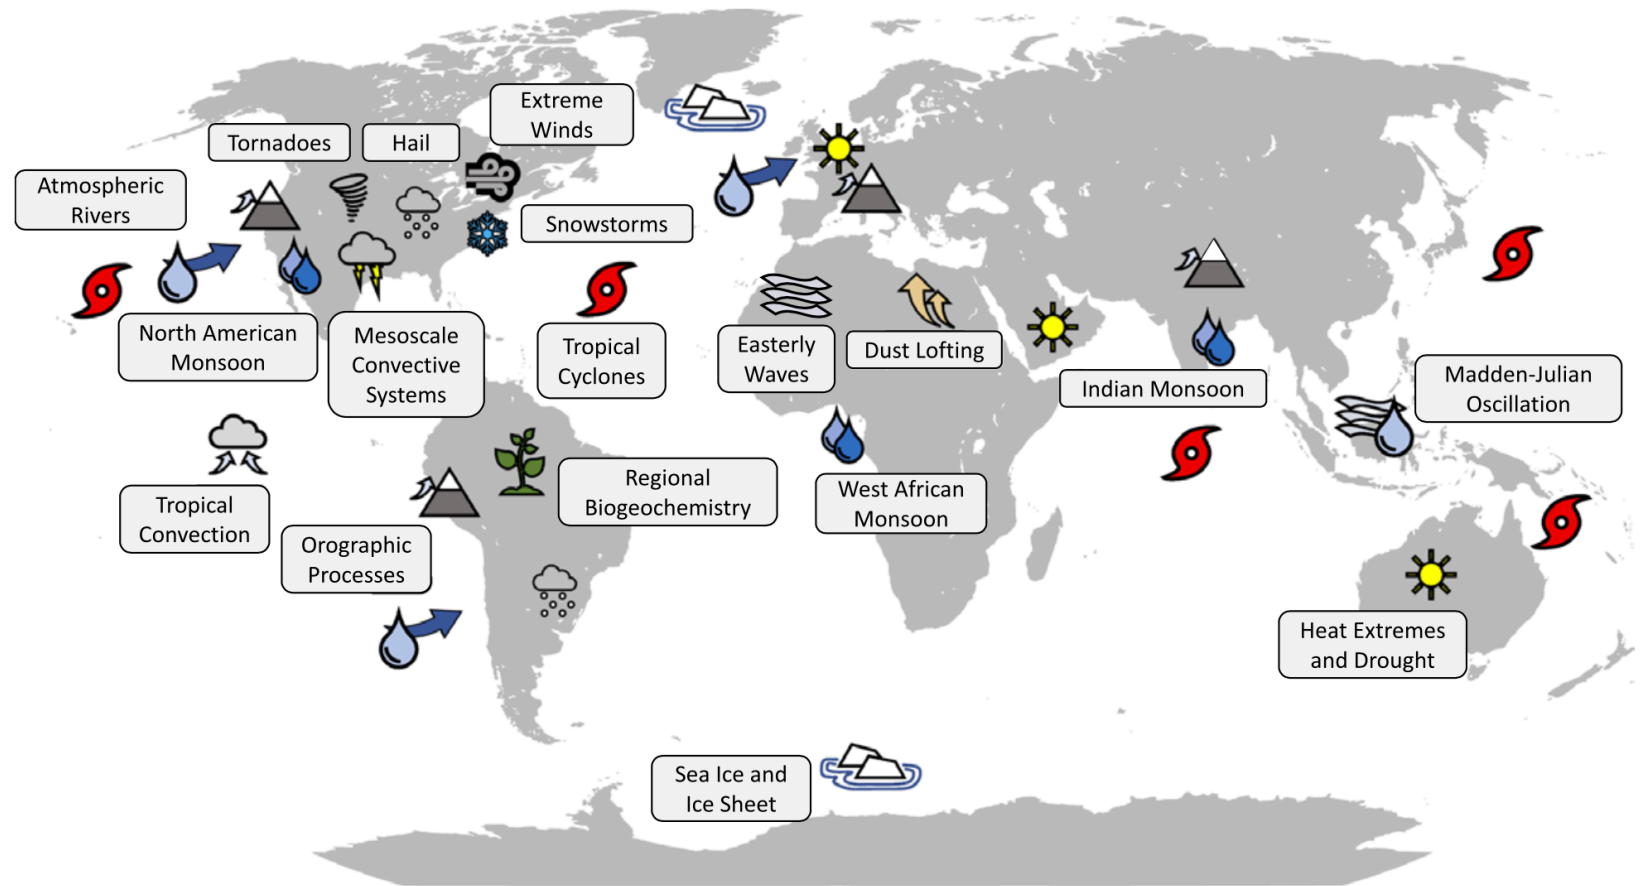 Extreme
Winds
Tornadoes
Hail
Atmospheric
Rivers
Snowstorms
North American
Monsoon
Mesoscale
Convective
Systems
Tropical
Cyclones
Easterly
Waves
Dust Lofting
Indian Monsoon
Madden-Julian
Oscillation
Tropical
Convection
Orographic
Processes
Regional
Biogeochemistry
West African
Monsoon
Heat Extremes
and Drought
Sea Ice and
Ice Sheet